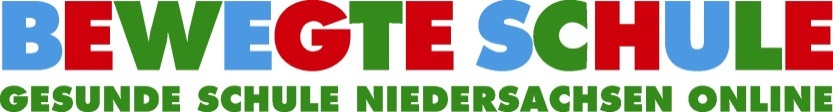 BEWEGTE SCHULE
GESUNDE SCHULE NIEDERSACHSEN ONLINE